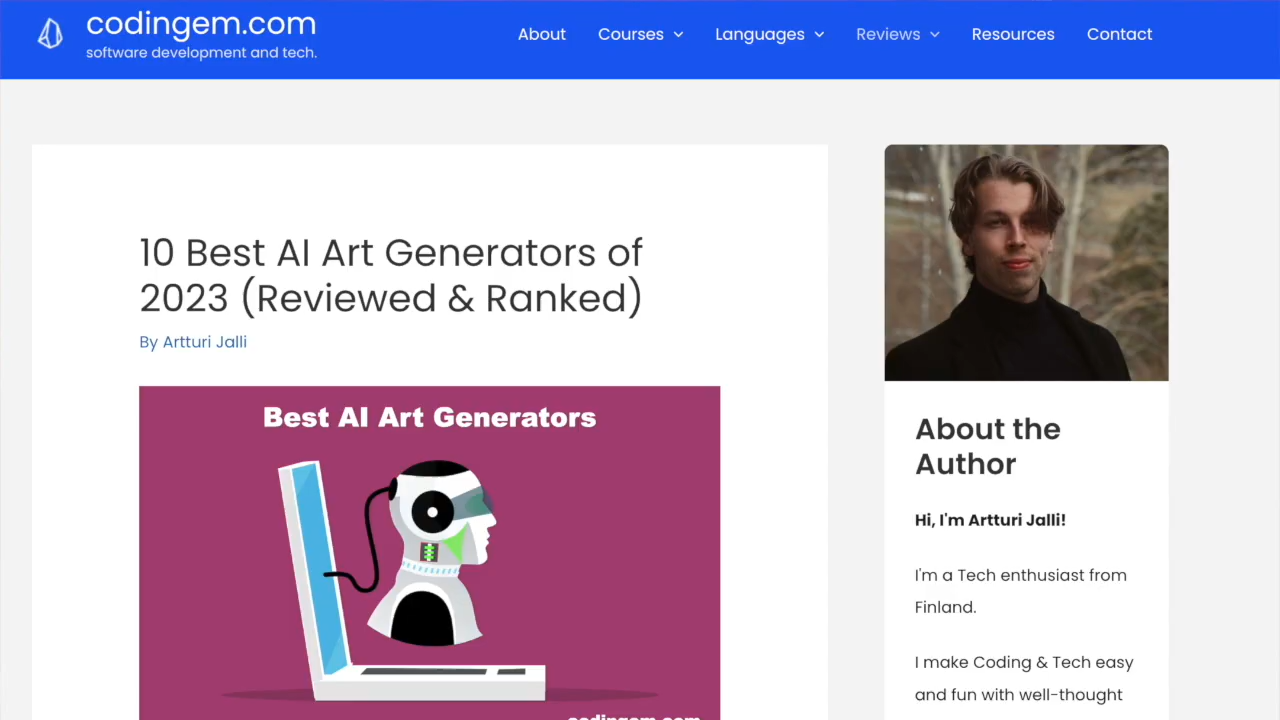 codingem.com
software development and tech.
About Courses Languages Reviews Resources Contact
10 Best AI Art Generators of
2023 (Reviewed & Ranked)
By Artturi Jalli
Best AI Art Generators
codingem.com
About the
Author
Hi, I'm Artturi Jalli!
I'm a Tech enthusiast from
Finland.
I make Coding & Tech easy
and fun with well-thought